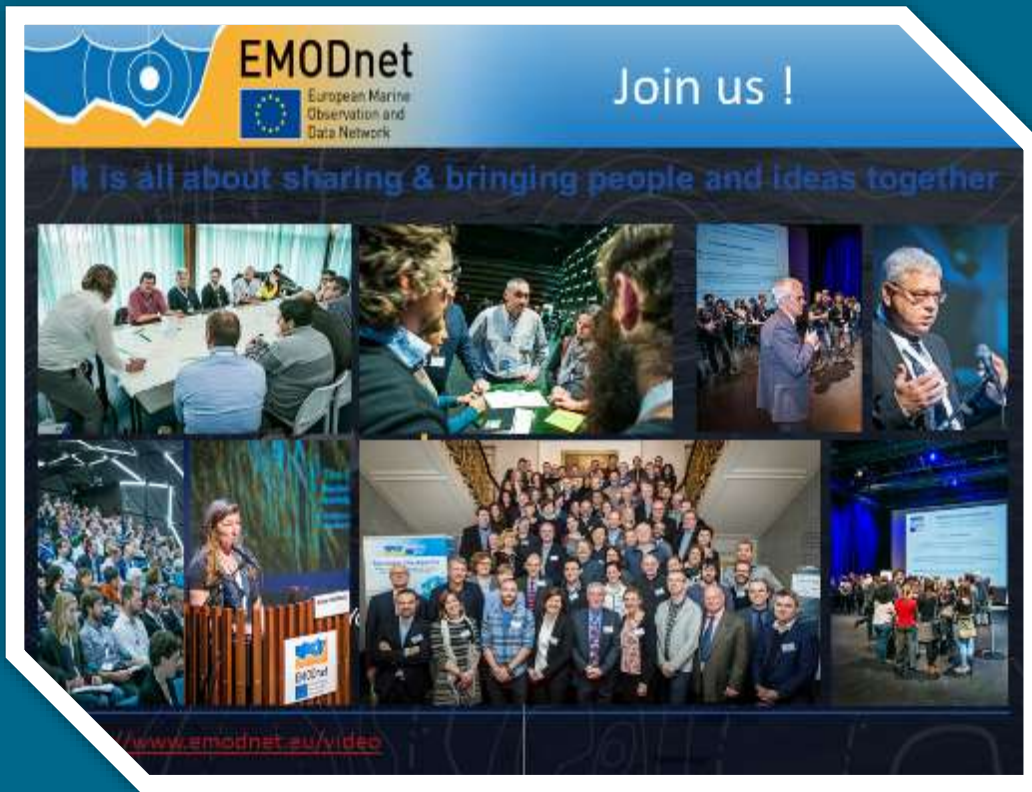 EMODnet
European Marine
Observation and
Data Network
Join us !
It is all about sharing & bringing people and ideas together
EMODnet
/www.emodnet.eu/video